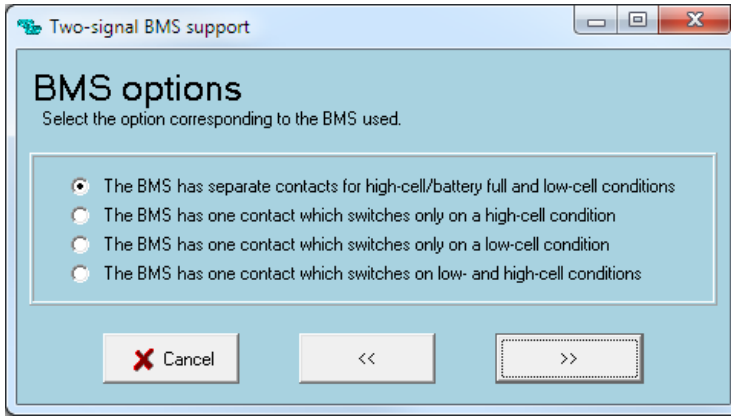 Two-signal BMS support
BMS options
Select the option corresponding to the BMS used.
The BMS has separate contacts for high-cell/battery full and low-cell conditions
The BMS has one contact which switches only on a high-cell condition
The BMS has one contact which switches only on a low-cell condition
The BMS has one contact which switches on low- and high-cell conditions
Cancel
<<
>>